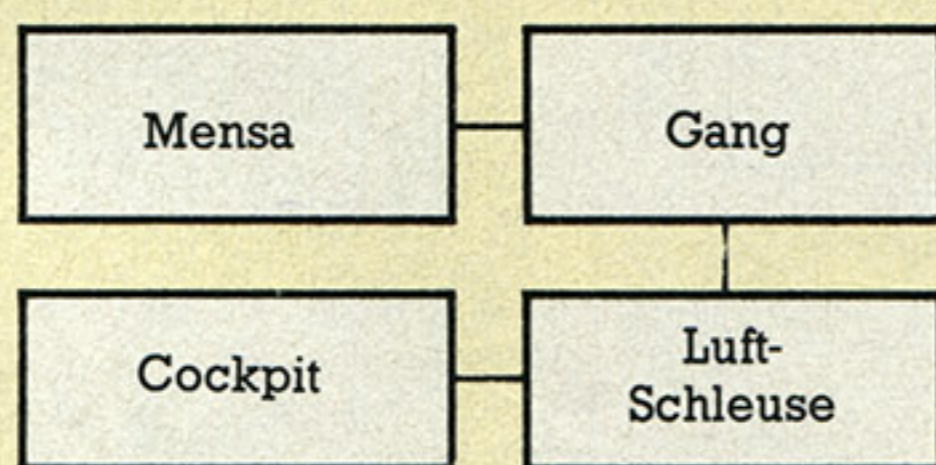 Mensa
Gang
Cockpit
Luft-
Schleuse